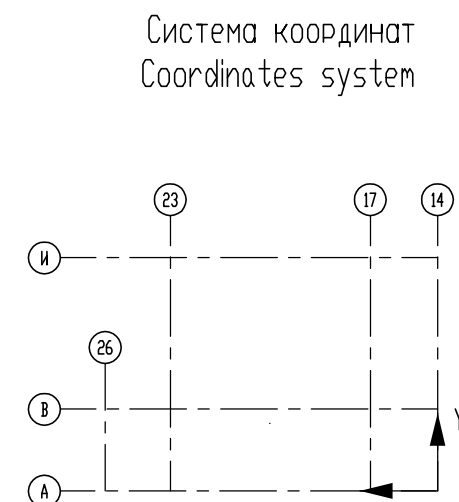 Система координат
Coordinates system
23 17 14
И
26
В
Y
А